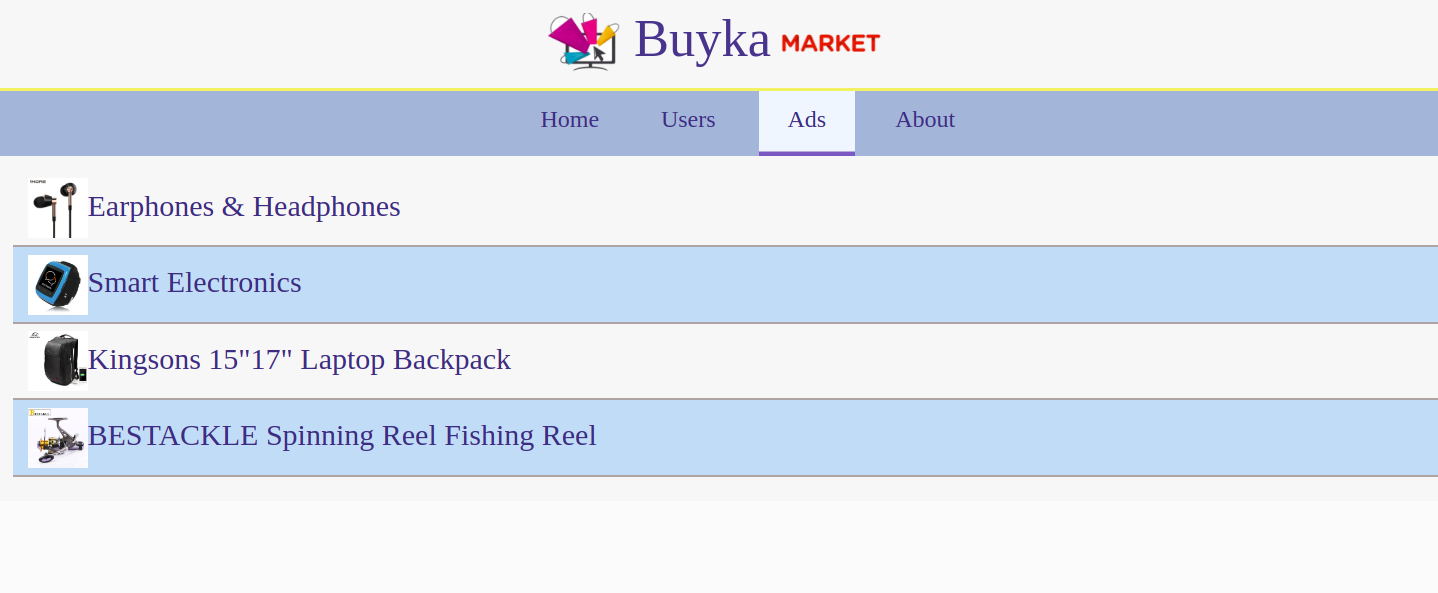 Buyka MARKET
Home Users Ads About
Earphones & Headphones
Smart Electronics
Kingsons 15"17" Laptop Backpack
BESTACKLE Spinning Reel Fishing Reel